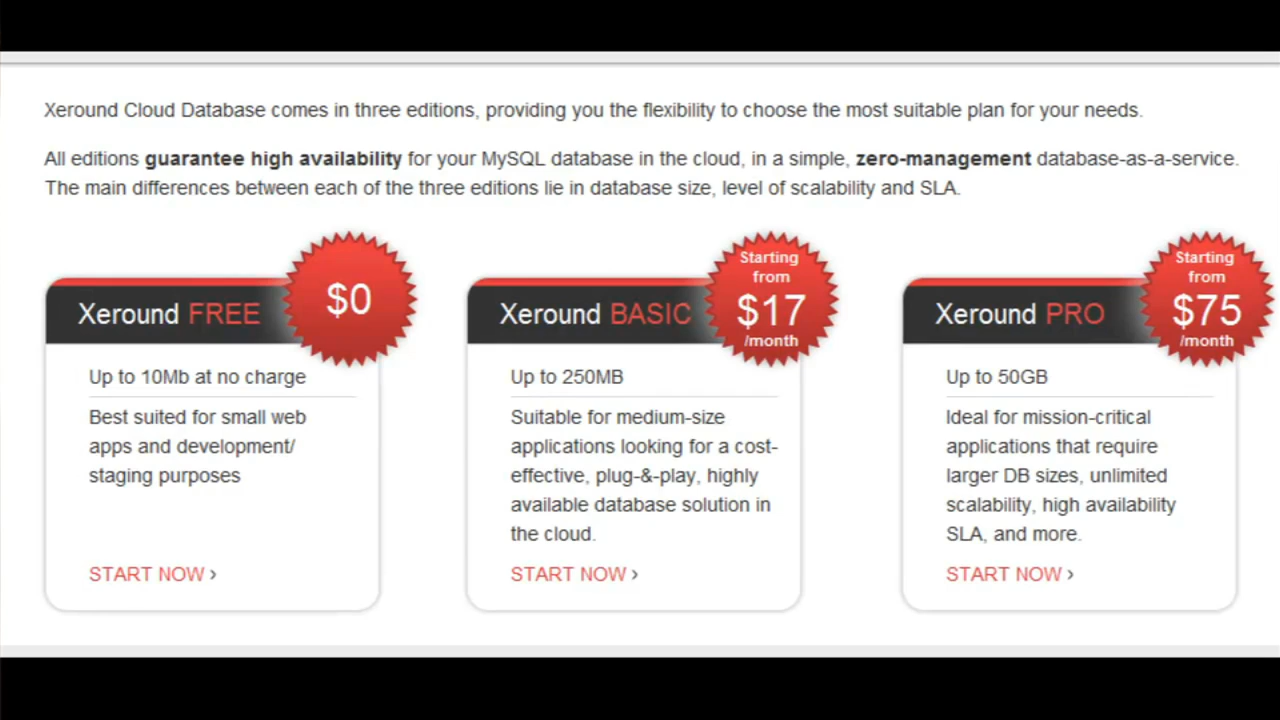 Xeround Cloud Database comes in three editions, providing you the flexibility to choose the most suitable plan for your needs.
All editions guarantee high availability for your MySQL database in the cloud, in a simple, zero-management database-as-a-service.
The main differences between each of the three editions lie in database size, level of scalability and SLA.
Xeround FREE
$0
Up to 10Mb at no charge
Best suited for small web
apps and development/
staging purposes
START NOW ›
Xeround BASIC
Starting
from
$17
/month
Up to 250MB
Suitable for medium-size
applications looking for a cost-
effective, plug-&-play, highly
available database solution in
the cloud.
START NOW ›
Xeround PRO
Starting
from
$75
/month
Up to 50GB
Ideal for mission-critical
applications that require
larger DB sizes, unlimited
scalability, high availability
SLA, and more.
START NOW ›